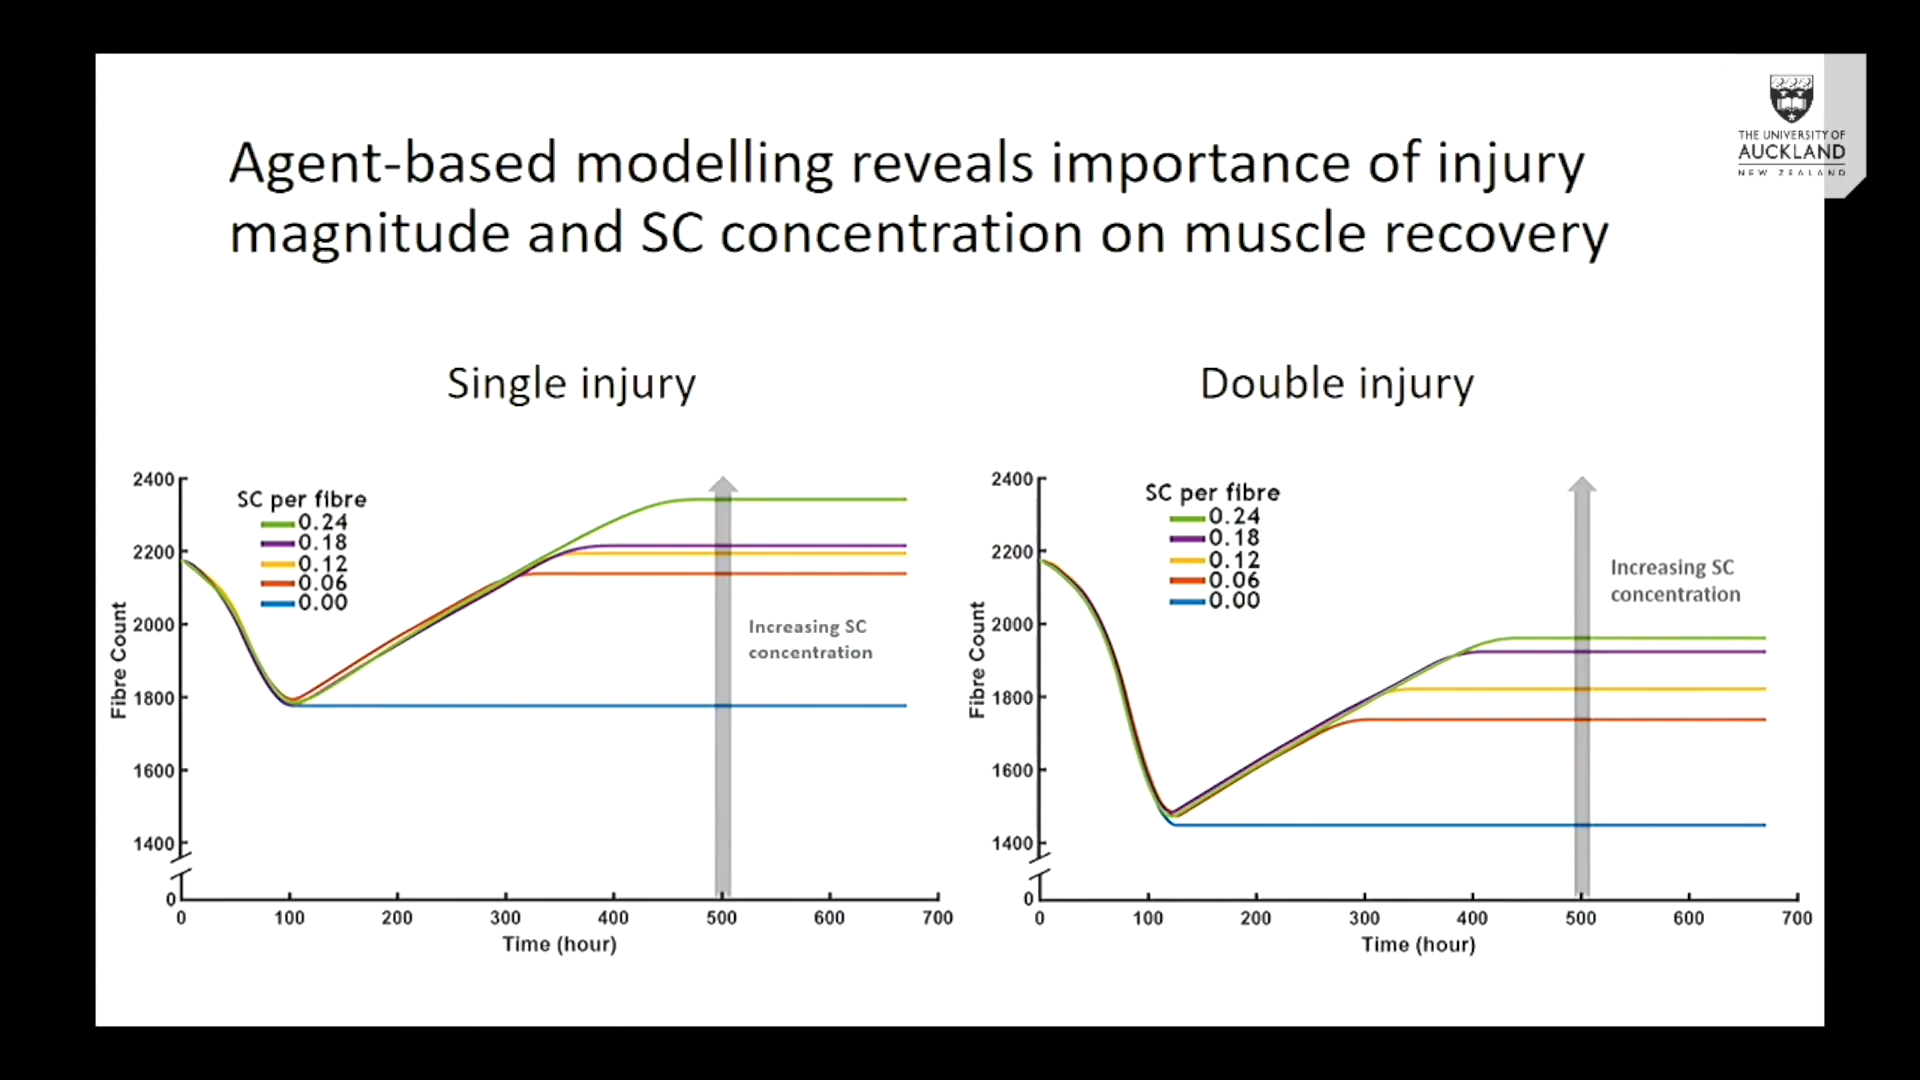 THE UNIVERSITY OF
AUCKLAND
NEW ZEALAND
Agent-based modelling reveals importance of injury
magnitude and SC concentration on muscle recovery
Single injury
2400
2200
2000
1800
1600
1400
0
Fibre Count
SC per fibre
0.24
0.18
0.12
0.06
0.00
Increasing SC
concentration
0 100 200 300 400 500 600 700
Time (hour)
Double injury
2400
2200
2000
1800
1600
1400
0
Fibre Count
SC per fibre
0.24
0.18
0.12
0.06
0.00
Increasing SC
concentration
0 100 200 300 400 500 600 700
Time (hour)